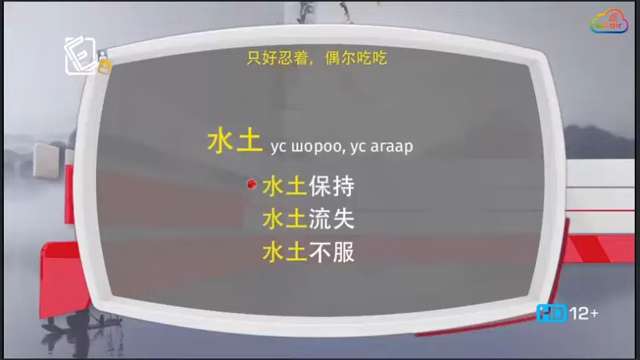 只好忍着，偶尔吃吃
水土 ус шороо, ус агаар
水土保持
水土流失
水土不服
HD 12+